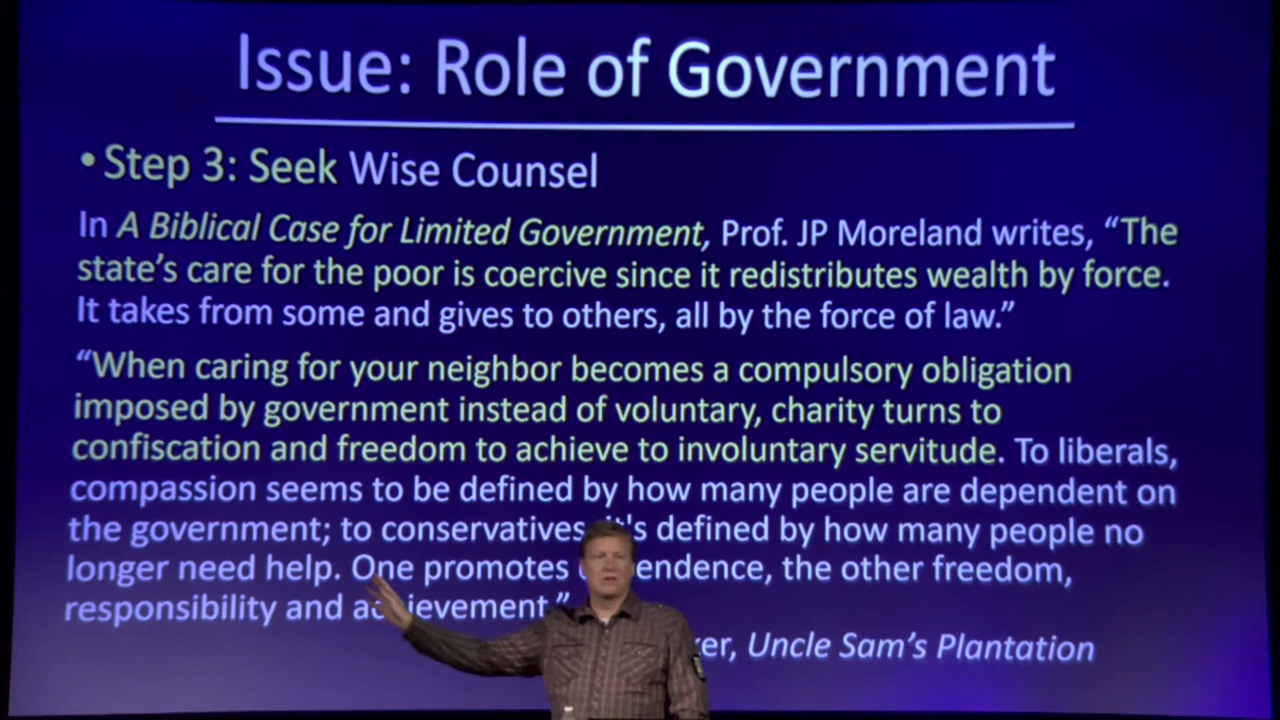 Issue: Role of Government
• Step 3: Seek Wise Counsel
In A Biblical Case for Limited Government, Prof. JP Moreland writes, “The
state’s care for the poor is coercive since it redistributes wealth by force.
It takes from some and gives to others, all by the force of law.”
“When caring for your neighbor becomes a compulsory obligation
imposed by government instead of voluntary, charity turns to
confiscation and freedom to achieve to involuntary servitude. To liberals,
compassion seems to be defined by how many people are dependent on
the government; to conservatives it's defined by how many people no
longer need help. One promotes the other freedom,
responsibility and achievement.”
Uncle Sam’s Plantation